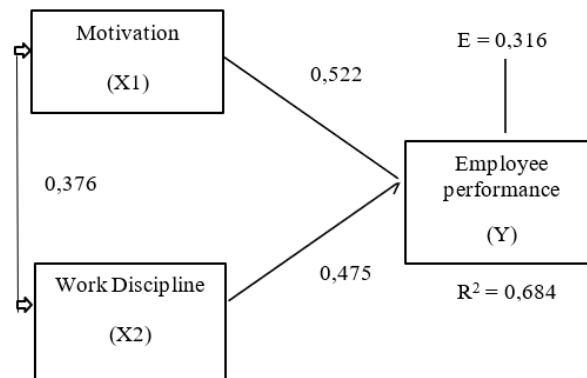 Motivation
(X1)
E = 0,316
0,522
Employee
performance
(Y)
0,376
0,475
Work Discipline
(X2)
R² = 0,684